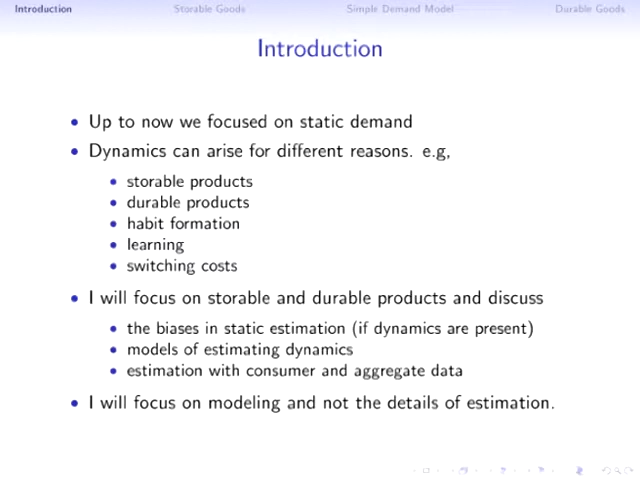 Introduction Storable Goods Simple Demand Model Durable Goods
Introduction
• Up to now we focused on static demand
• Dynamics can arise for different reasons. e.g,
• storable products
• durable products
• habit formation
• learning
• switching costs
• I will focus on storable and durable products and discuss
• the biases in static estimation (if dynamics are present)
• models of estimating dynamics
• estimation with consumer and aggregate data
• I will focus on modeling and not the details of estimation.